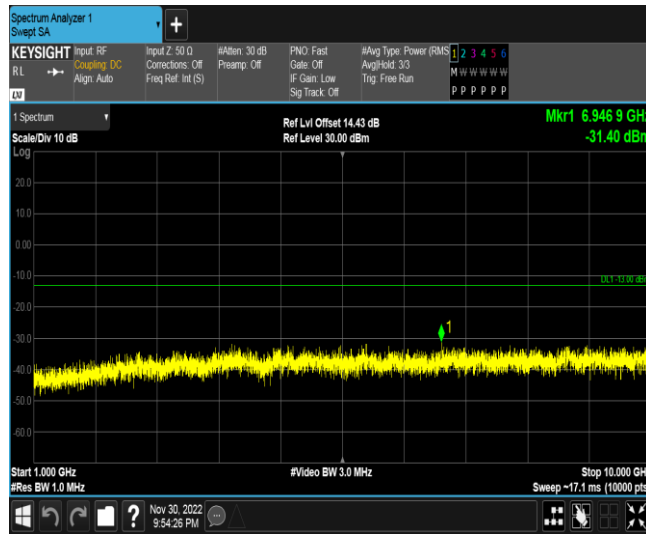 Spectrum Analyzer 1
Swept SA
+
KEYSIGHT
RL
LXI
Input: RF
Coupling: DC
Align: Auto
Input Z: 50 Ω
Corrections: Off
Freq Ref: Int (S)
#Atten: 30 dB
Preamp: Off
PNO: Fast
Gate: Off
IF Gain: Low
Sig Track: Off
#Avg Type: Power (RMS
Avg|Hold: 3/3
Trig: Free Run
1 2 3 4 5 6
M W W W W W
P P P P P P
1 Spectrum
Scale/Div 10 dB
Log
Ref Lvl Offset 14.43 dB
Ref Level 30.00 dBm
Mkr1 6.946 9 GHz
-31.40 dBm
20.0
10.0
0.00
-10.0
DL1 -13.00 dBm
-20.0
-30.0
1
-40.0
-50.0
-60.0
Start 1.000 GHz
#Res BW 1.0 MHz
#Video BW 3.0 MHz
Stop 10.000 GHz
Sweep ~17.1 ms (10000 pts
?
Nov 30, 2022
9:54:26 PM